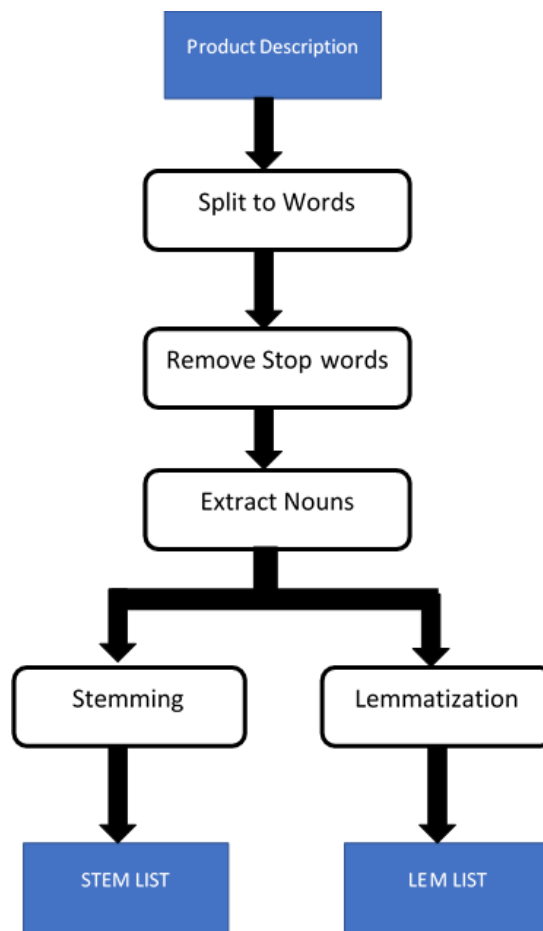 Product Description
Split to Words
Remove Stop words
Extract Nouns
Stemming
Lemmatization
STEM LIST
LEM LIST